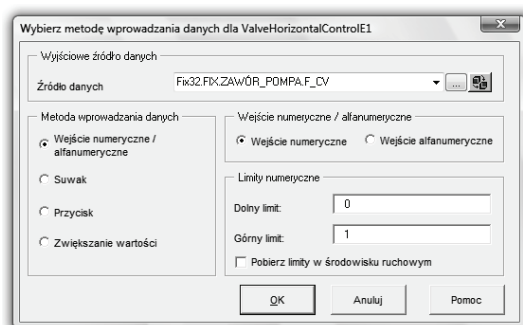 Wybierz metodę wprowadzania danych dla ValveHorizontalControlE1
Wyjściowe źródło danych
Źródło danych
Fix32.FIX.ZAWÓR_POMPA.F_CV
...
Metoda wprowadzania danych
Wejście numeryczne /
alfanumeryczne
Suwak
Przycisk
Zwiększanie wartości
Wejście numeryczne / alfanumeryczne
Wejście numeryczne
Wejście alfanumeryczne
Limity numeryczne
Dolny limit:
0
Górny limit:
1
Pobierz limity w środowisku ruchowym
OK
Anuluj
Pomoc